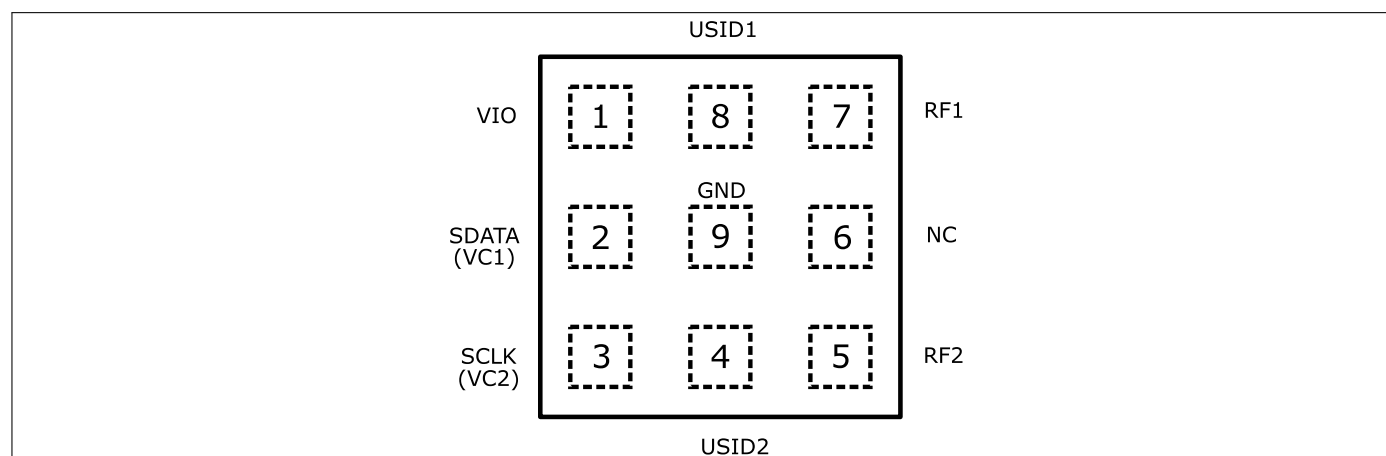 USID1
VIO 1 8 7 RF1
GND
SDATA
(VC1) 2 9 6 NC
SCLK
(VC2) 3 4 5 RF2
USID2